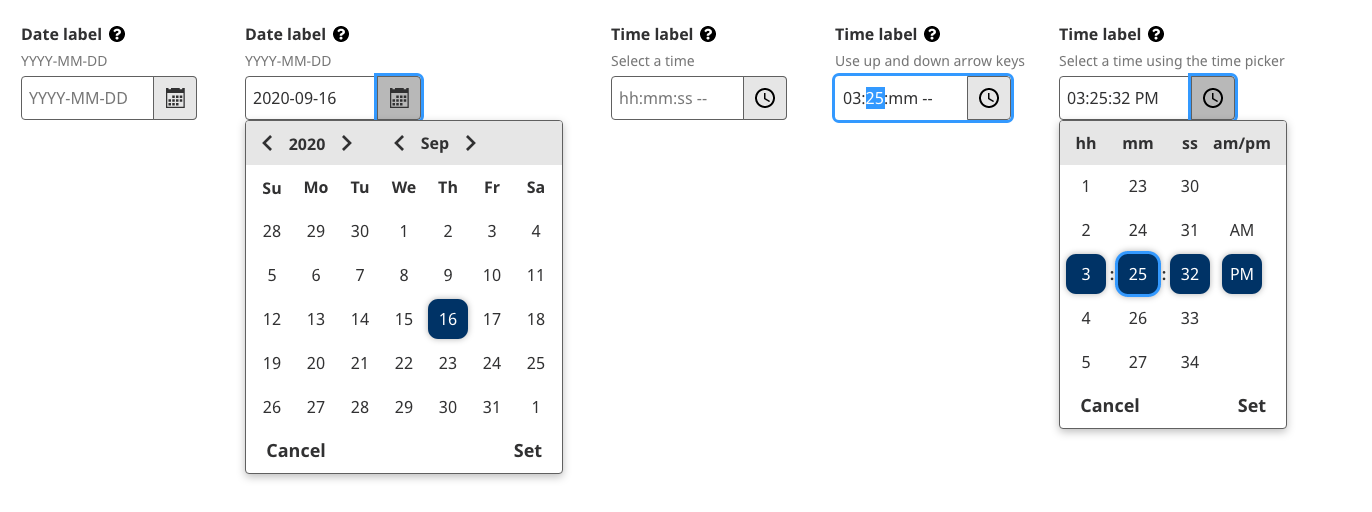 Date label ?
YYYY-MM-DD
YYYY-MM-DD
Date label ?
YYYY-MM-DD
2020-09-16
2020 Sep
Su Mo Tu We Th Fr Sa
28 29 30 1 2 3 4
5 6 7 8 9 10 11
12 13 14 15 16 17 18
19 20 21 22 23 24 25
26 27 28 29 30 31 1
Cancel Set
Time label ?
Select a time
hh:mm:ss --
Time label ?
Use up and down arrow keys
03:25:mm --
Time label ?
Select a time using the time picker
03:25:32 PM
hh mm ss am/pm
1 23 30
2 24 31 AM
3 : 25 : 32 PM
4 26 33
5 27 34
Cancel Set